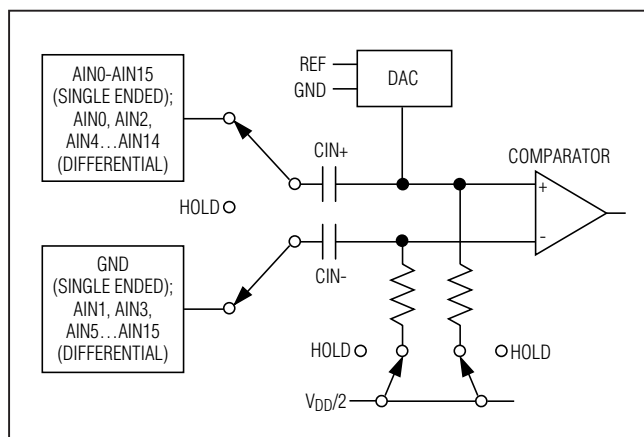 AIN0-AIN15
(SINGLE ENDED);
AIN0, AIN2,
AIN4…AIN14
(DIFFERENTIAL)
REF
GND
DAC
CIN+
COMPARATOR
+
-
HOLD
GND
(SINGLE ENDED);
AIN1, AIN3,
AIN5…AIN15
(DIFFERENTIAL)
CIN-
HOLD
HOLD
VDD/2